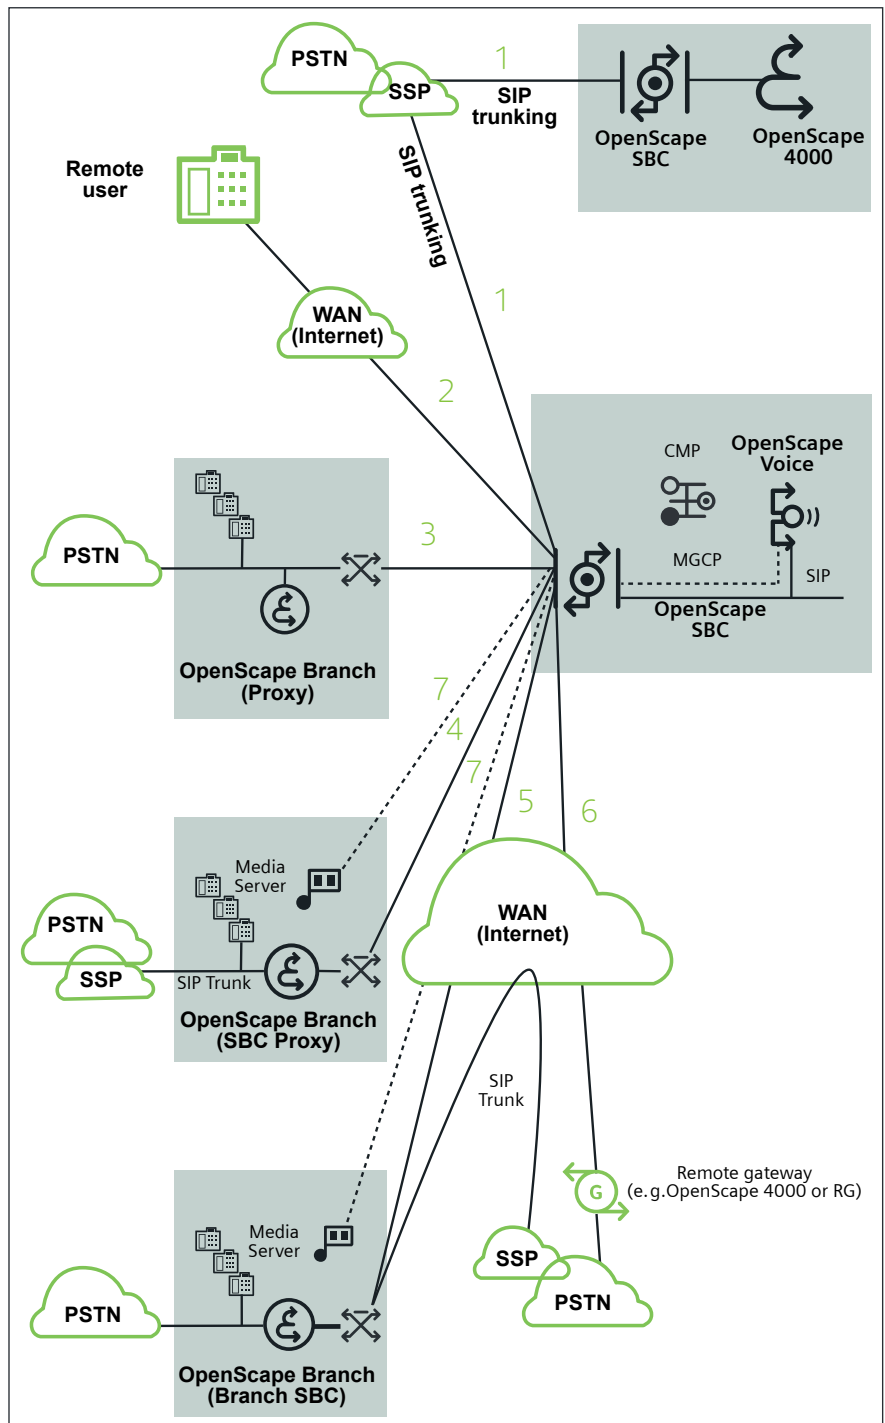 PSTN
SSP
1
SIP
trunking
OpenScape
SBC
OpenScape
4000
Remote
user
SIP trunking
1
WAN
(Internet)
2
CMP
OpenScape
Voice
MGCP
SIP
OpenScape
SBC
PSTN
3
OpenScape Branch
(Proxy)
7
4
7
5
6
Media
Server
PSTN
SSP
SIP Trunk
OpenScape Branch
(SBC Proxy)
WAN
(Internet)
SIP
Trunk
Remote gateway
(e.g.OpenScape 4000 or RG)
G
Media
Server
SSP
PSTN
PSTN
OpenScape Branch
(Branch SBC)